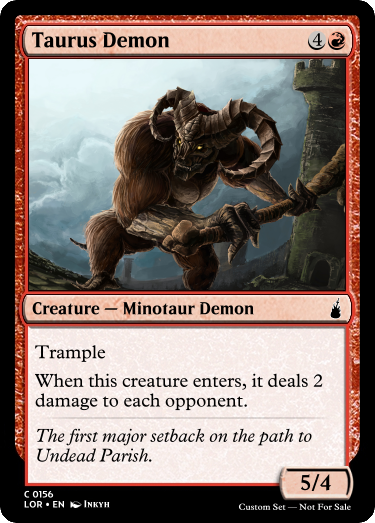 Taurus Demon 4
Creature — Minotaur Demon
Trample
When this creature enters, it deals 2
damage to each opponent.
The first major setback on the path to
Undead Parish.
5/4
C 0156
LOR • EN Inkyh
Custom Set — Not For Sale